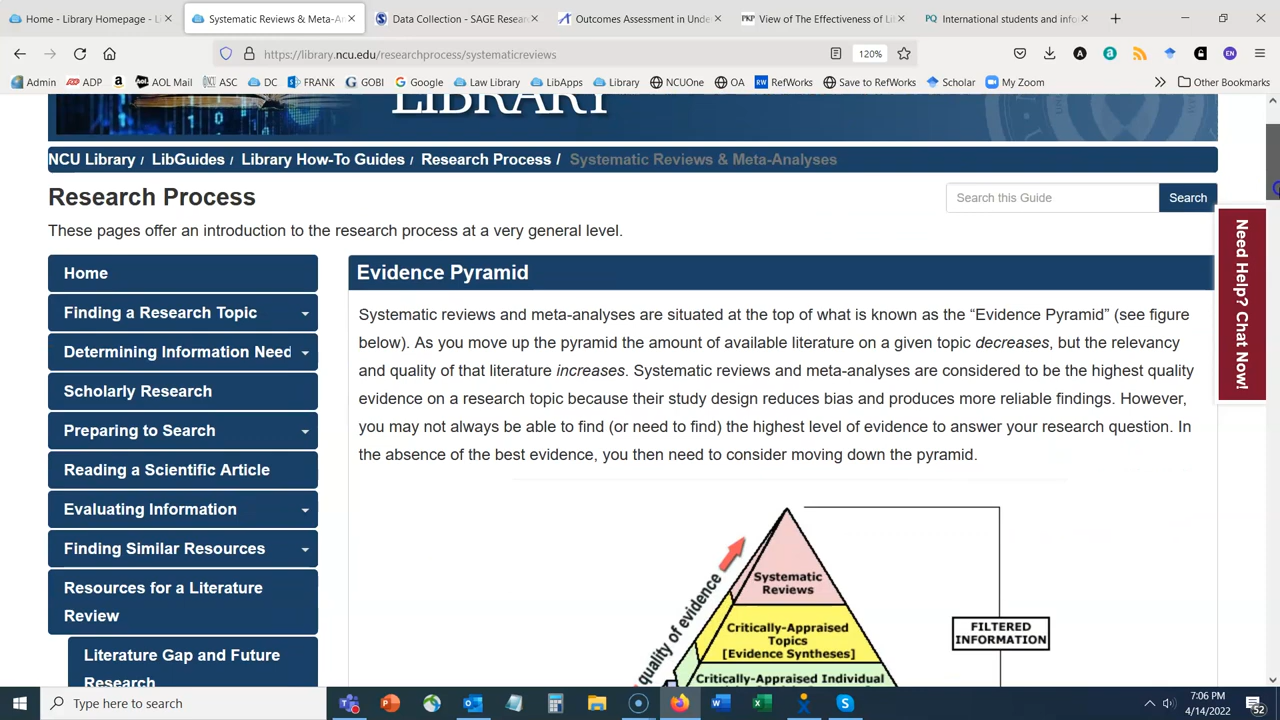 Home - Library Homepage - L
Systematic Reviews & Meta-An
Data Collection - SAGE Resear
Outcomes Assessment in Unde
View of The Effectiveness of Lit
International students and info
https://library.ncu.edu/researchprocess/systematicreviews
120%
Admin ADP AOL Mail ASC DC FRANK GOBI Google Law Library LibApps Library NCUOne OA RefWorks Save to RefWorks Scholar My Zoom Other Bookmarks
LIBRARY
NCU Library / LibGuides / Library How-To Guides / Research Process / Systematic Reviews & Meta-Analyses
Research Process
Search this Guide
Search
These pages offer an introduction to the research process at a very general level.
Need Help? Chat Now!
Home
Finding a Research Topic
Determining Information Need
Scholarly Research
Preparing to Search
Reading a Scientific Article
Evaluating Information
Finding Similar Resources
Resources for a Literature
Review
Literature Gap and Future
Research
Evidence Pyramid
Systematic reviews and meta-analyses are situated at the top of what is known as the “Evidence Pyramid” (see figure
below). As you move up the pyramid the amount of available literature on a given topic decreases, but the relevancy
and quality of that literature increases. Systematic reviews and meta-analyses are considered to be the highest quality
evidence on a research topic because their study design reduces bias and produces more reliable findings. However,
you may not always be able to find (or need to find) the highest level of evidence to answer your research question. In
the absence of the best evidence, you then need to consider moving down the pyramid.
Systematic
Reviews
Critically-Appraised
Topics
[Evidence Syntheses]
Critically-Appraised Individual
quality of evidence
FILTERED
INFORMATION
Type here to search
7:06 PM
4/14/2022
52